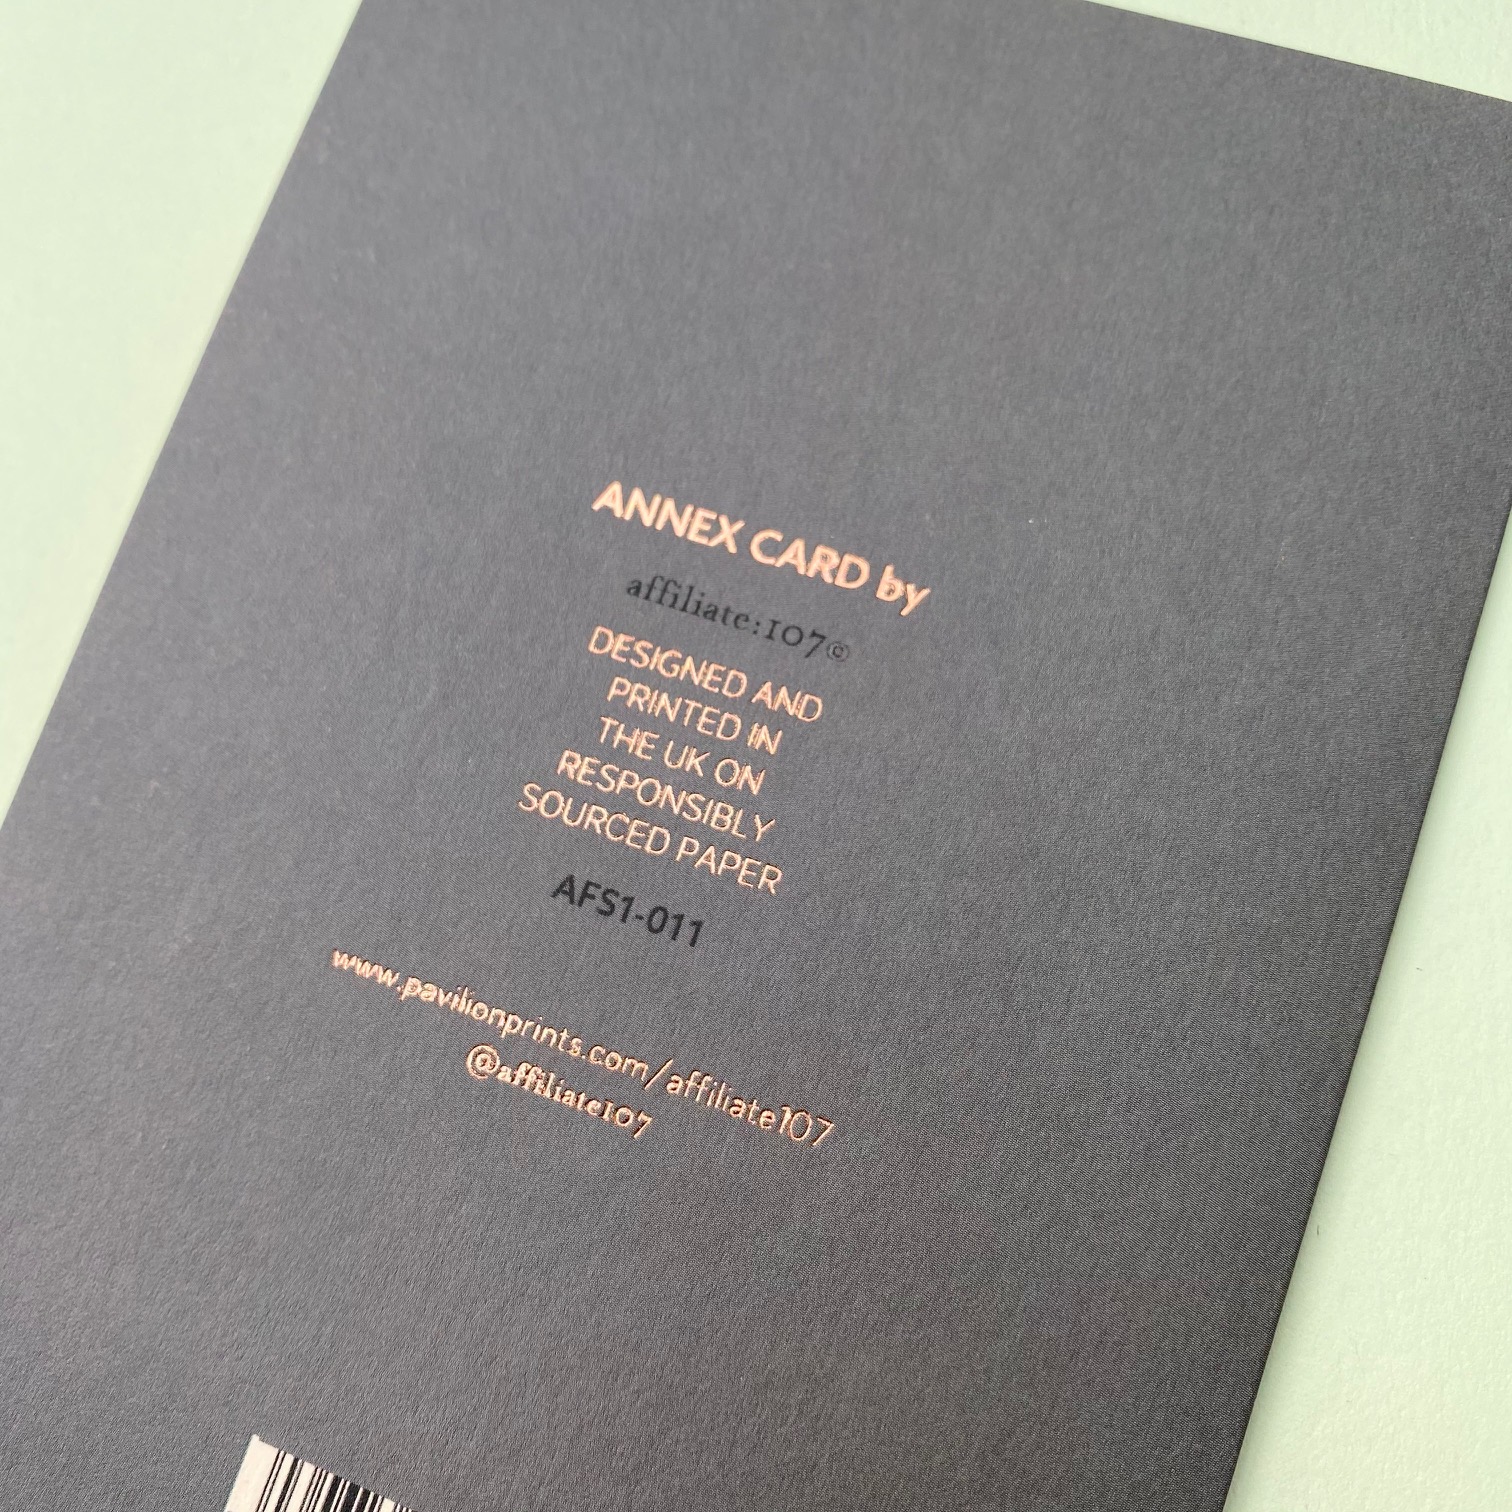 ANNEX CARD by
affiliate:107©
DESIGNED AND
PRINTED IN
THE UK ON
RESPONSIBLY
SOURCED PAPER
AFS1-011
www.pavilionprints.com/affiliate107
@affiliate107